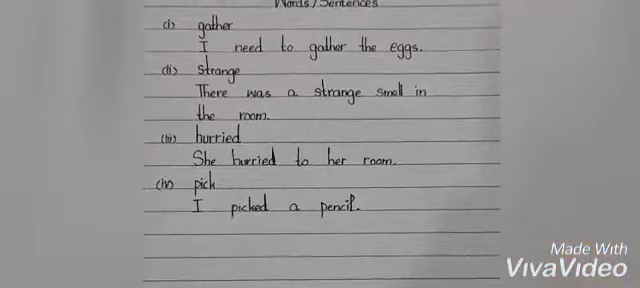 Words/Sentences
(i) gather
I need to gather the eggs.
(ii) strange
There was a strange smell in
the room.
(iii) hurried
She hurried to her room.
(iv) pick
I picked a pencil.
Made With
VivaVideo